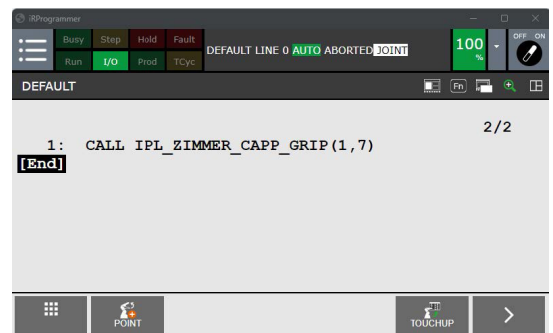 iRProgrammer
Busy Step Hold Fault
Run I/O Prod TCyc
DEFAULT LINE 0 AUTO ABORTED JOINT
100 %
OFF ON
DEFAULT
Fn
2/2
1: CALL IPL_ZIMMER_CAPP_GRIP(1,7)
[End]
POINT
TOUCHUP